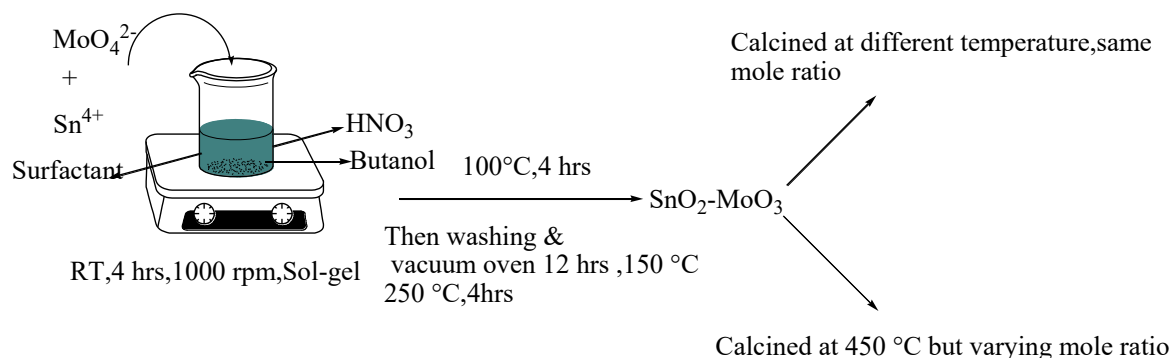 MoO₄²⁻
+
Sn⁴⁺
Surfactant
HNO₃
Butanol
RT,4 hrs,1000 rpm,Sol-gel
100°C,4 hrs
Then washing &
vacuum oven 12 hrs ,150 °C
250 °C,4hrs
SnO₂-MoO₃
Calcined at different temperature,same
mole ratio
Calcined at 450 °C but varying mole ratio